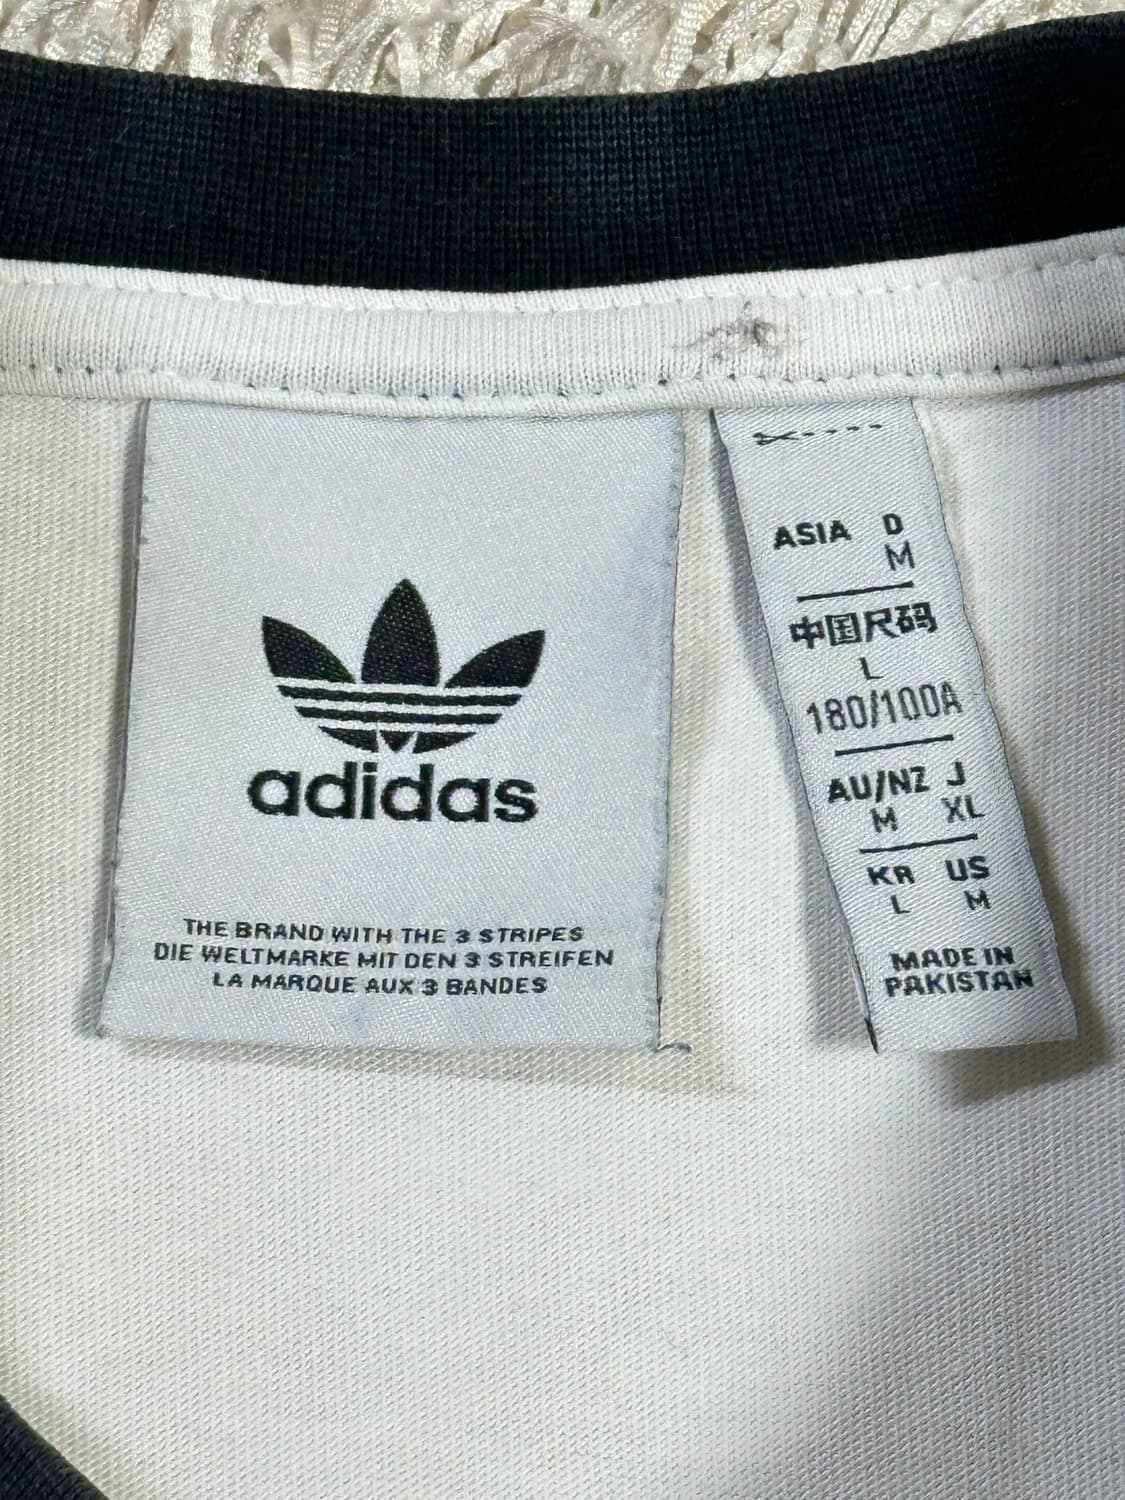 adidas
THE BRAND WITH THE 3 STRIPES
DIE WELTMARKE MIT DEN 3 STREIFEN
LA MARQUE AUX 3 BANDES
ASIA D
M
中国尺码
L
180/100A
AU/NZ J
M XL
KR US
L M
MADE IN
PAKISTAN